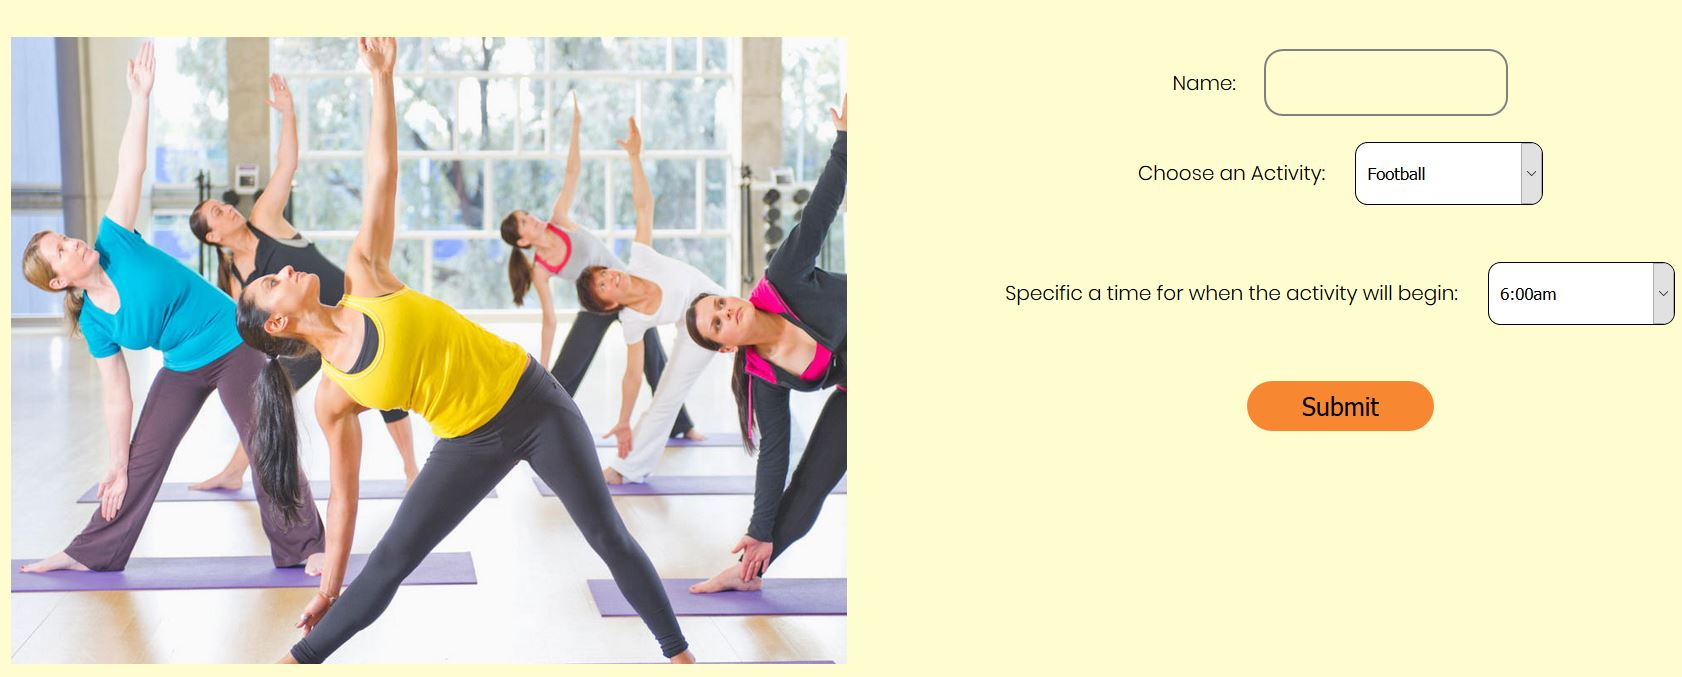 Name:
Choose an Activity: Football
Specific a time for when the activity will begin: 6:00am
Submit